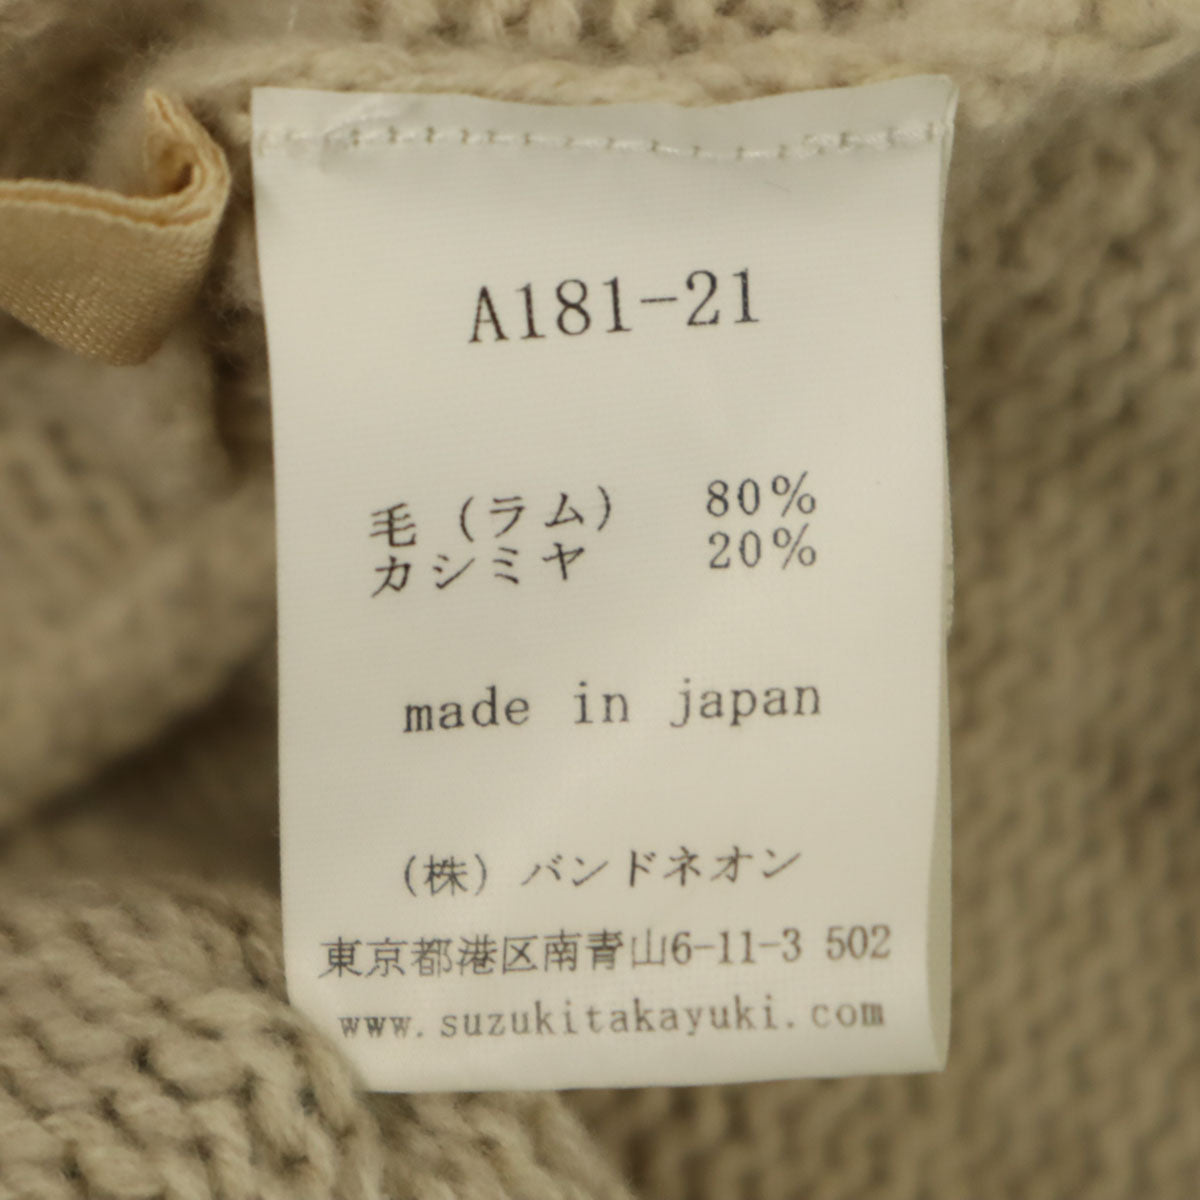 A181-21
毛(ラム) 80%
カシミヤ 20%
made in japan
(株)バンドネオン
東京都港区南青山6-11-3 502
www.suzukitakayuki.com